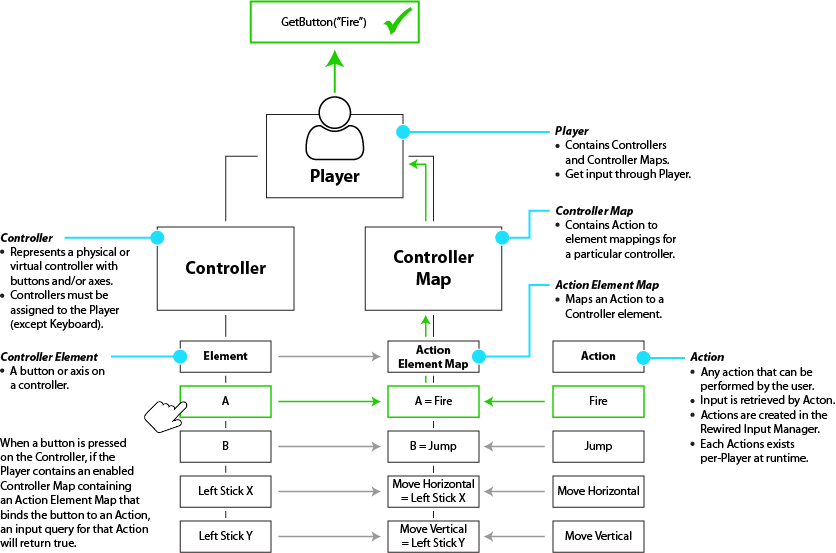 GetButton("Fire")
Player
Player
• Contains Controllers
and Controller Maps.
• Get input through Player.
Controller
• Represents a physical or
virtual controller with
buttons and/or axes.
• Controllers must be
assigned to the Player
(except Keyboard).
Controller
Controller
Map
Controller Map
• Contains Action to
element mappings for
a particular controller.
Action Element Map
• Maps an Action to a
Controller element.
Controller Element
• A button or axis on
a controller.
Element
Action
Element Map
Action
Action
• Any action that can be
performed by the user.
• Input is retrieved by Acton.
• Actions are created in the
Rewired Input Manager.
• Each Actions exists
per-Player at runtime.
A
A = Fire
Fire
When a button is pressed
on the Controller, if the
Player contains an enabled
Controller Map containing
an Action Element Map that
binds the button to an Action,
an input query for that Action
will return true.
B
B = Jump
Jump
Left Stick X
Move Horizontal
= Left Stick X
Move Horizontal
Left Stick Y
Move Vertical
= Left Stick Y
Move Vertical